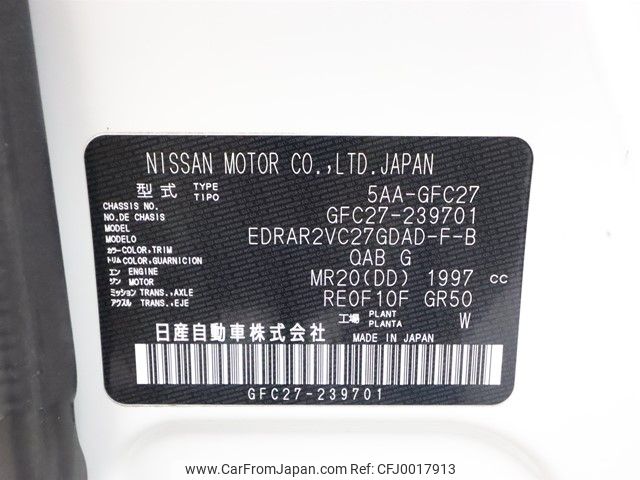 NISSAN MOTOR CO.,LTD.JAPAN
型式 TYPE TIPO 5AA-GFC27
CHASSIS NO. NO.DE CHASIS GFC27-239701
MODEL MODELO EDRAR2VC27GDAD-F-B
カラー COLOR,TRIM トリム COLOR,GUARNICION QAB G
エン ENGINE ジン MOTOR MR20(DD) 1997 CC
ミッション TRANS.,AXLE アクスル TRANS.,EJE RE0F10F GR50
工場 PLANT PLANTA W
日産自動車株式会社 MADE IN JAPAN
GFC27-239701
www.CarFromJapan.com | CFJ ID: CFJ0017913